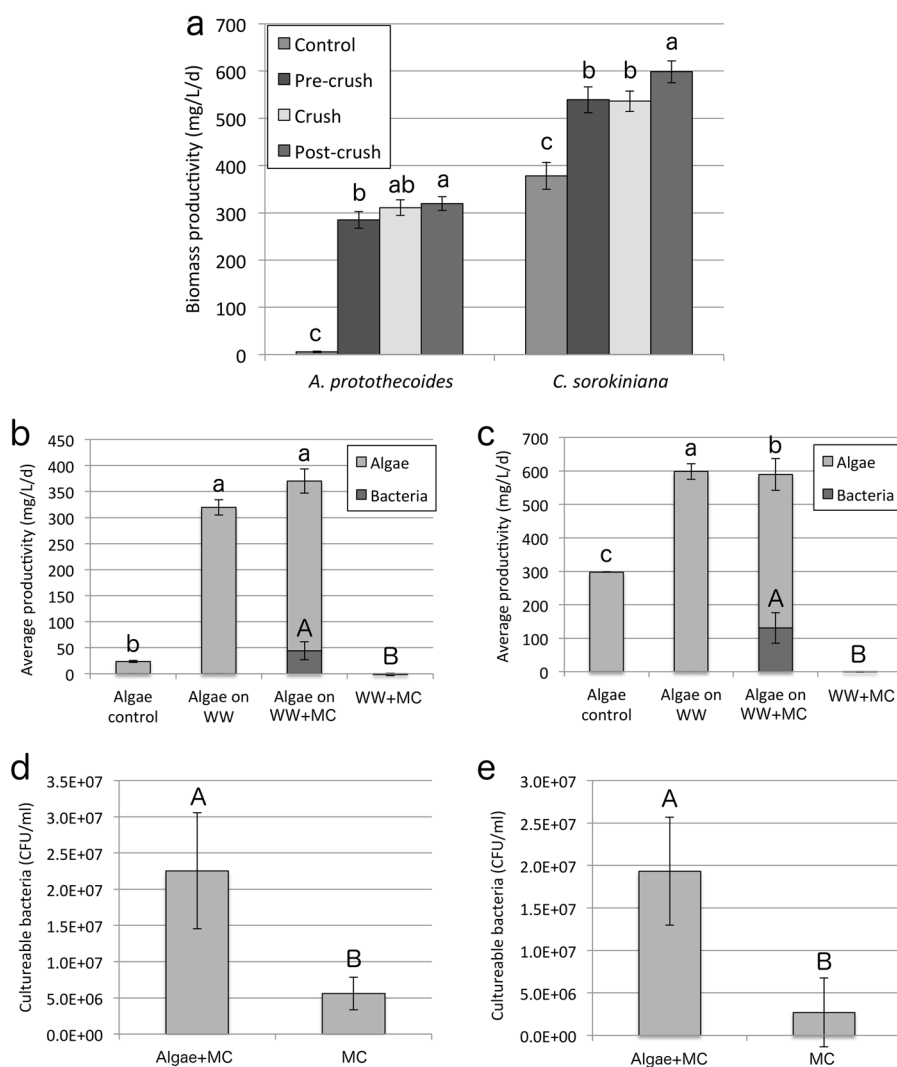 a
700
600
500
400
300
200
100
0
Biomass productivity (mg/L/d)
Control
Pre-crush
Crush
Post-crush
c
b
ab
a
c
b
b
a
A. protothecoides
C. sorokiniana
b
450
400
350
300
250
200
150
100
50
0
Average productivity (mg/L/d)
Algae
Bacteria
b
a
a
A
B
Algae
control
Algae on
WW
Algae on
WW+MC
WW+MC
c
700
600
500
400
300
200
100
0
Average productivity (mg/L/d)
Algae
Bacteria
c
a
b
A
B
Algae
control
Algae on
WW
Algae on
WW+MC
WW+MC
d
3.5E+07
3.0E+07
2.5E+07
2.0E+07
1.5E+07
1.0E+07
5.0E+06
0.0E+00
Cultureable bacteria (CFU/ml)
A
B
Algae+MC
MC
e
3.0E+07
2.5E+07
2.0E+07
1.5E+07
1.0E+07
5.0E+06
0.0E+00
Cultureable bacteria (CFU/ml)
A
B
Algae+MC
MC